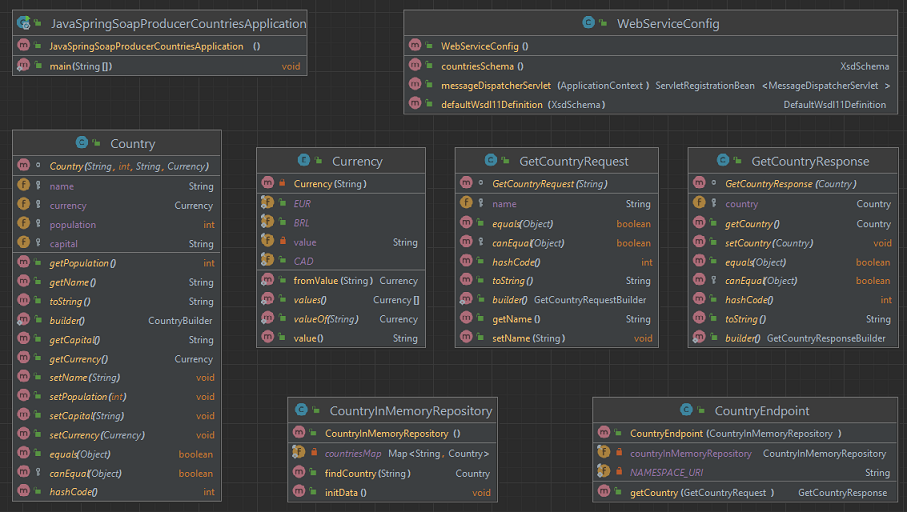 JavaSpringSoapProducerCountriesApplication
JavaSpringSoapProducerCountriesApplication ()
main(String[]) void
WebServiceConfig
WebServiceConfig ()
countriesSchema () XsdSchema
messageDispatcherServlet (ApplicationContext) ServletRegistrationBean <MessageDispatcherServlet >
defaultWsdl11Definition (XsdSchema) DefaultWsdl11Definition
Country
Country(String, int, String, Currency)
name String
currency Currency
population int
capital String
getPopulation() int
getName() String
toString() String
builder() CountryBuilder
getCapital() String
getCurrency() Currency
setName(String) void
setPopulation(int) void
setCapital(String) void
setCurrency(Currency) void
equals(Object) boolean
canEqual(Object) boolean
hashCode() int
Currency
Currency(String)
EUR
BRL
value String
CAD
fromValue(String) Currency
values() Currency[]
valueOf(String) Currency
value() String
GetCountryRequest
GetCountryRequest(String)
name String
equals(Object) boolean
canEqual(Object) boolean
hashCode() int
toString() String
builder() GetCountryRequestBuilder
getName() String
setName(String) void
GetCountryResponse
GetCountryResponse(Country)
country Country
getCountry() Country
setCountry(Country) void
equals(Object) boolean
canEqual(Object) boolean
hashCode() int
toString() String
builder() GetCountryResponseBuilder
CountryInMemoryRepository
CountryInMemoryRepository ()
countriesMap Map<String, Country>
findCountry(String) Country
initData() void
CountryEndpoint
CountryEndpoint (CountryInMemoryRepository )
countryInMemoryRepository CountryInMemoryRepository
NAMESPACE_URI String
getCountry(GetCountryRequest ) GetCountryResponse